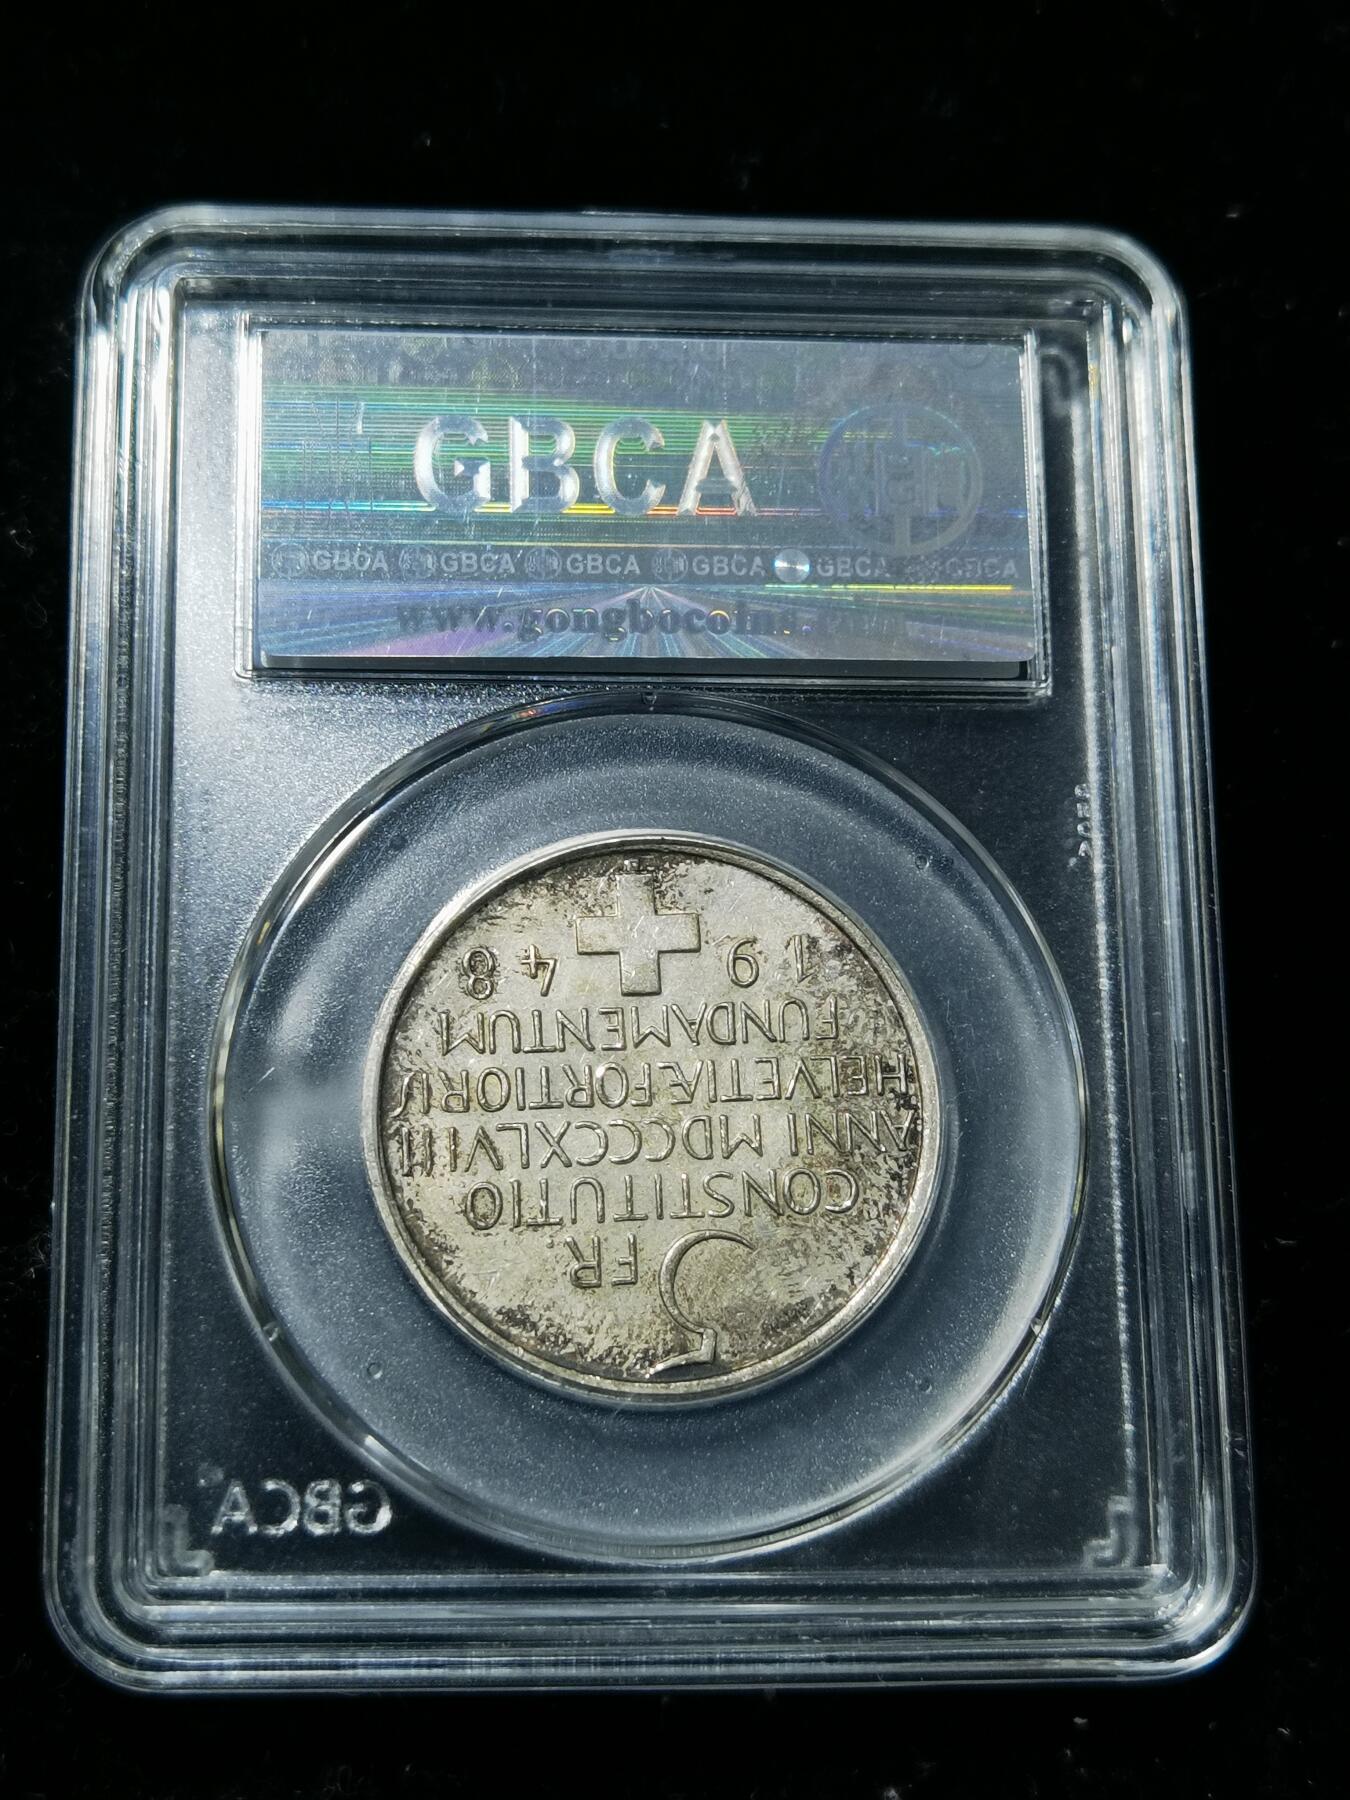 GBCA
GBCA GBCA GBCA GBCA GBCA GBCA
www.gongbocoins.
5 FR.
CONSTITUTIO
ANNI MDCCCXLVIII
HELVETIÆ FORTIORIS
FUNDAMENTUM
19 48
GBCA